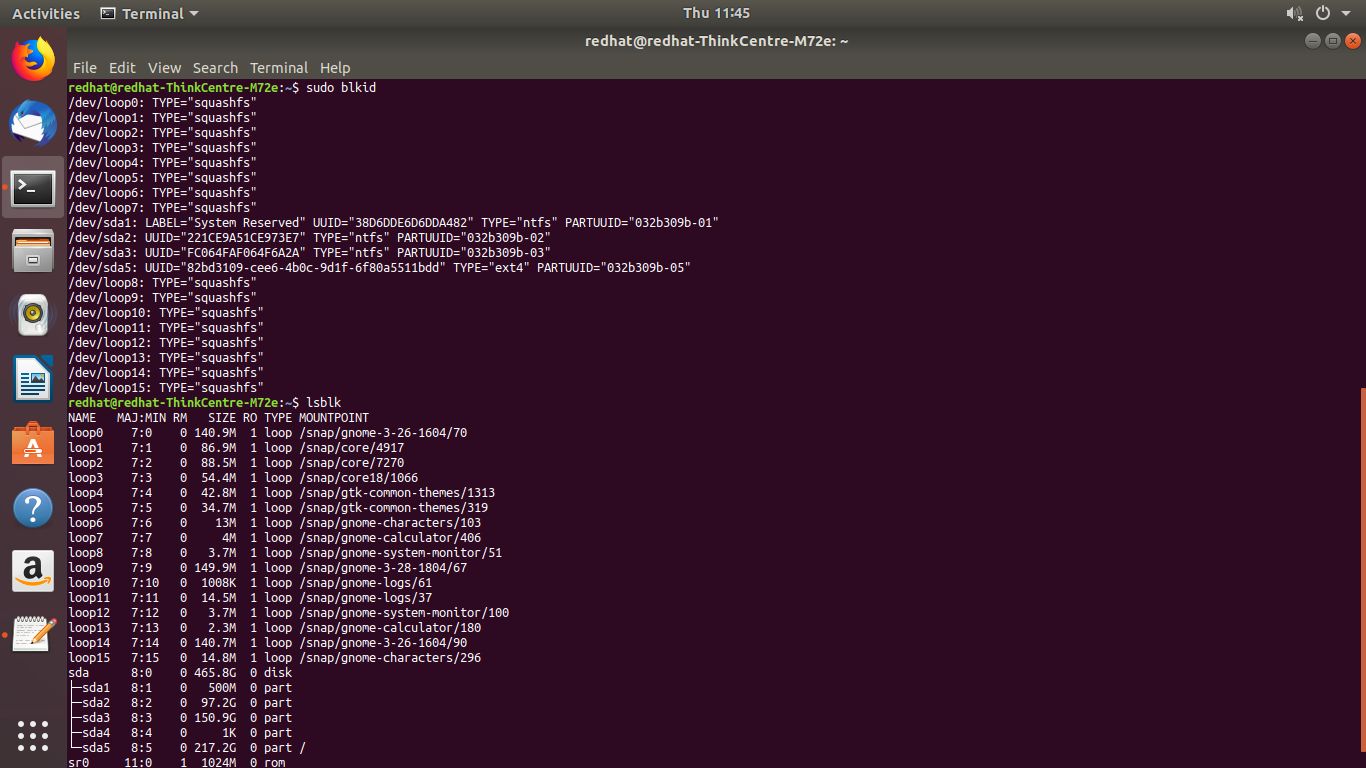 Activities Terminal Thu 11:45
redhat@redhat-ThinkCentre-M72e: ~
File Edit View Search Terminal Help
redhat@redhat-ThinkCentre-M72e:~$ sudo blkid
/dev/loop0: TYPE="squashfs"
/dev/loop1: TYPE="squashfs"
/dev/loop2: TYPE="squashfs"
/dev/loop3: TYPE="squashfs"
/dev/loop4: TYPE="squashfs"
/dev/loop5: TYPE="squashfs"
/dev/loop6: TYPE="squashfs"
/dev/loop7: TYPE="squashfs"
/dev/sda1: LABEL="System Reserved" UUID="38D6DDE6D6DDA482" TYPE="ntfs" PARTUUID="032b309b-01"
/dev/sda2: UUID="221CE9A51CE973E7" TYPE="ntfs" PARTUUID="032b309b-02"
/dev/sda3: UUID="FC064FAF064F6A2A" TYPE="ntfs" PARTUUID="032b309b-03"
/dev/sda5: UUID="82bd3109-cee6-4b0c-9d1f-6f80a5511bdd" TYPE="ext4" PARTUUID="032b309b-05"
/dev/loop8: TYPE="squashfs"
/dev/loop9: TYPE="squashfs"
/dev/loop10: TYPE="squashfs"
/dev/loop11: TYPE="squashfs"
/dev/loop12: TYPE="squashfs"
/dev/loop13: TYPE="squashfs"
/dev/loop14: TYPE="squashfs"
/dev/loop15: TYPE="squashfs"
redhat@redhat-ThinkCentre-M72e:~$ lsblk
NAME   MAJ:MIN RM   SIZE RO TYPE MOUNTPOINT
loop0    7:0    0 140.9M  1 loop /snap/gnome-3-26-1604/70
loop1    7:1    0  86.9M  1 loop /snap/core/4917
loop2    7:2    0  88.5M  1 loop /snap/core/7270
loop3    7:3    0  54.4M  1 loop /snap/core18/1066
loop4    7:4    0  42.8M  1 loop /snap/gtk-common-themes/1313
loop5    7:5    0  34.7M  1 loop /snap/gtk-common-themes/319
loop6    7:6    0    13M  1 loop /snap/gnome-characters/103
loop7    7:7    0     4M  1 loop /snap/gnome-calculator/406
loop8    7:8    0   3.7M  1 loop /snap/gnome-system-monitor/51
loop9    7:9    0 149.9M  1 loop /snap/gnome-3-28-1804/67
loop10   7:10   0  1008K  1 loop /snap/gnome-logs/61
loop11   7:11   0  14.5M  1 loop /snap/gnome-logs/37
loop12   7:12   0   3.7M  1 loop /snap/gnome-system-monitor/100
loop13   7:13   0   2.3M  1 loop /snap/gnome-calculator/180
loop14   7:14   0 140.7M  1 loop /snap/gnome-3-26-1604/90
loop15   7:15   0  14.8M  1 loop /snap/gnome-characters/296
sda      8:0    0 465.8G  0 disk
├─sda1   8:1    0   500M  0 part
├─sda2   8:2    0  97.2G  0 part
├─sda3   8:3    0 150.9G  0 part
├─sda4   8:4    0     1K  0 part
└─sda5   8:5    0 217.2G  0 part /
sr0     11:0    1  1024M  0 rom